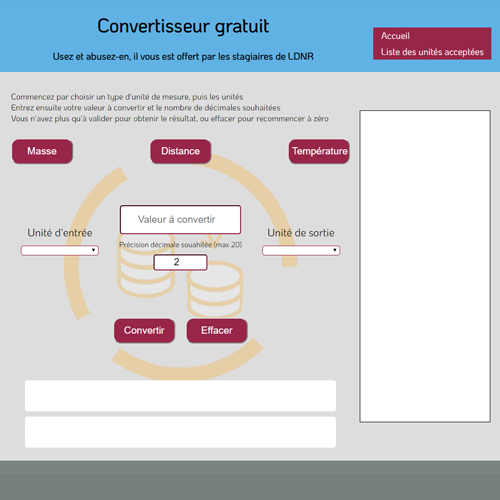 Convertisseur gratuit
Usez et abusez-en, il vous est offert par les stagiaires de LDNR
Accueil
Liste des unités acceptées
Commencez par choisir un type d'unité de mesure, puis les unités
Entrez ensuite votre valeur à convertir et le nombre de décimales souhaitées
Vous n'avez plus qu'à valider pour obtenir le résultat, ou effacer pour recommencer à zéro
Masse
Distance
Température
Unité d'entrée
Valeur à convertir
Unité de sortie
Précision décimale souahitée (max 20)
2
Convertir
Effacer